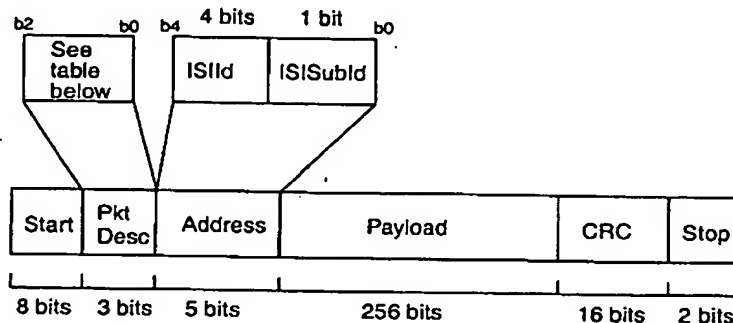 4 bits 1 bit
b2 b0 b4 b0
See
table
below
ISIId ISISubId
Start Pkt
Desc Address Payload CRC Stop
8 bits 3 bits 5 bits 256 bits 16 bits 2 bits